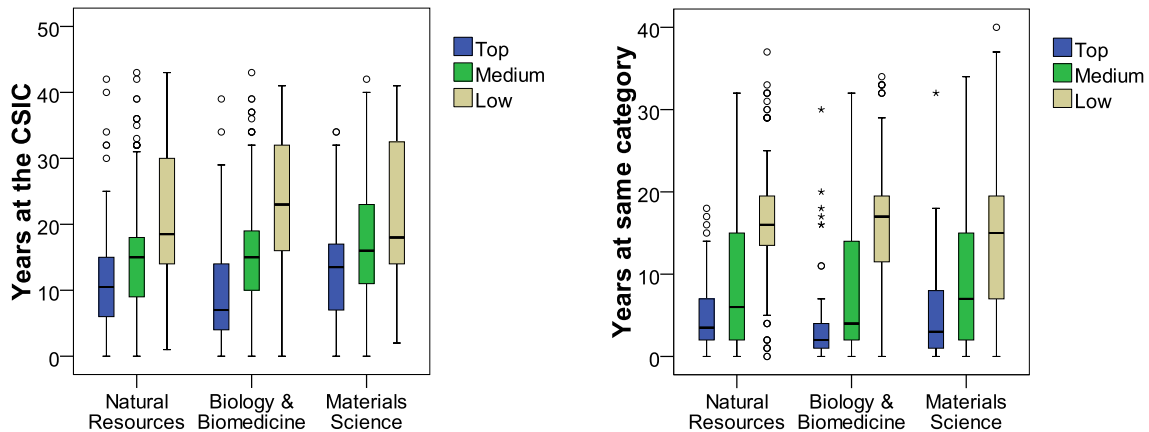 Years at the CSIC
50
40
30
20
10
0
Natural
Resources
Biology &
Biomedicine
Materials
Science
Top
Medium
Low
Years at same category
40
30
20
10
0
Natural
Resources
Biology &
Biomedicine
Materials
Science
Top
Medium
Low